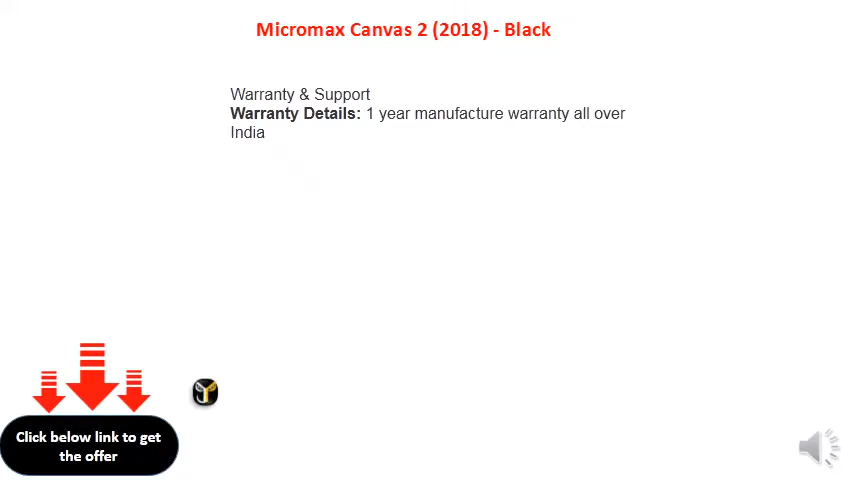 Micromax Canvas 2 (2018) - Black
Warranty & Support
Warranty Details: 1 year manufacture warranty all over
India
Click below link to get
the offer